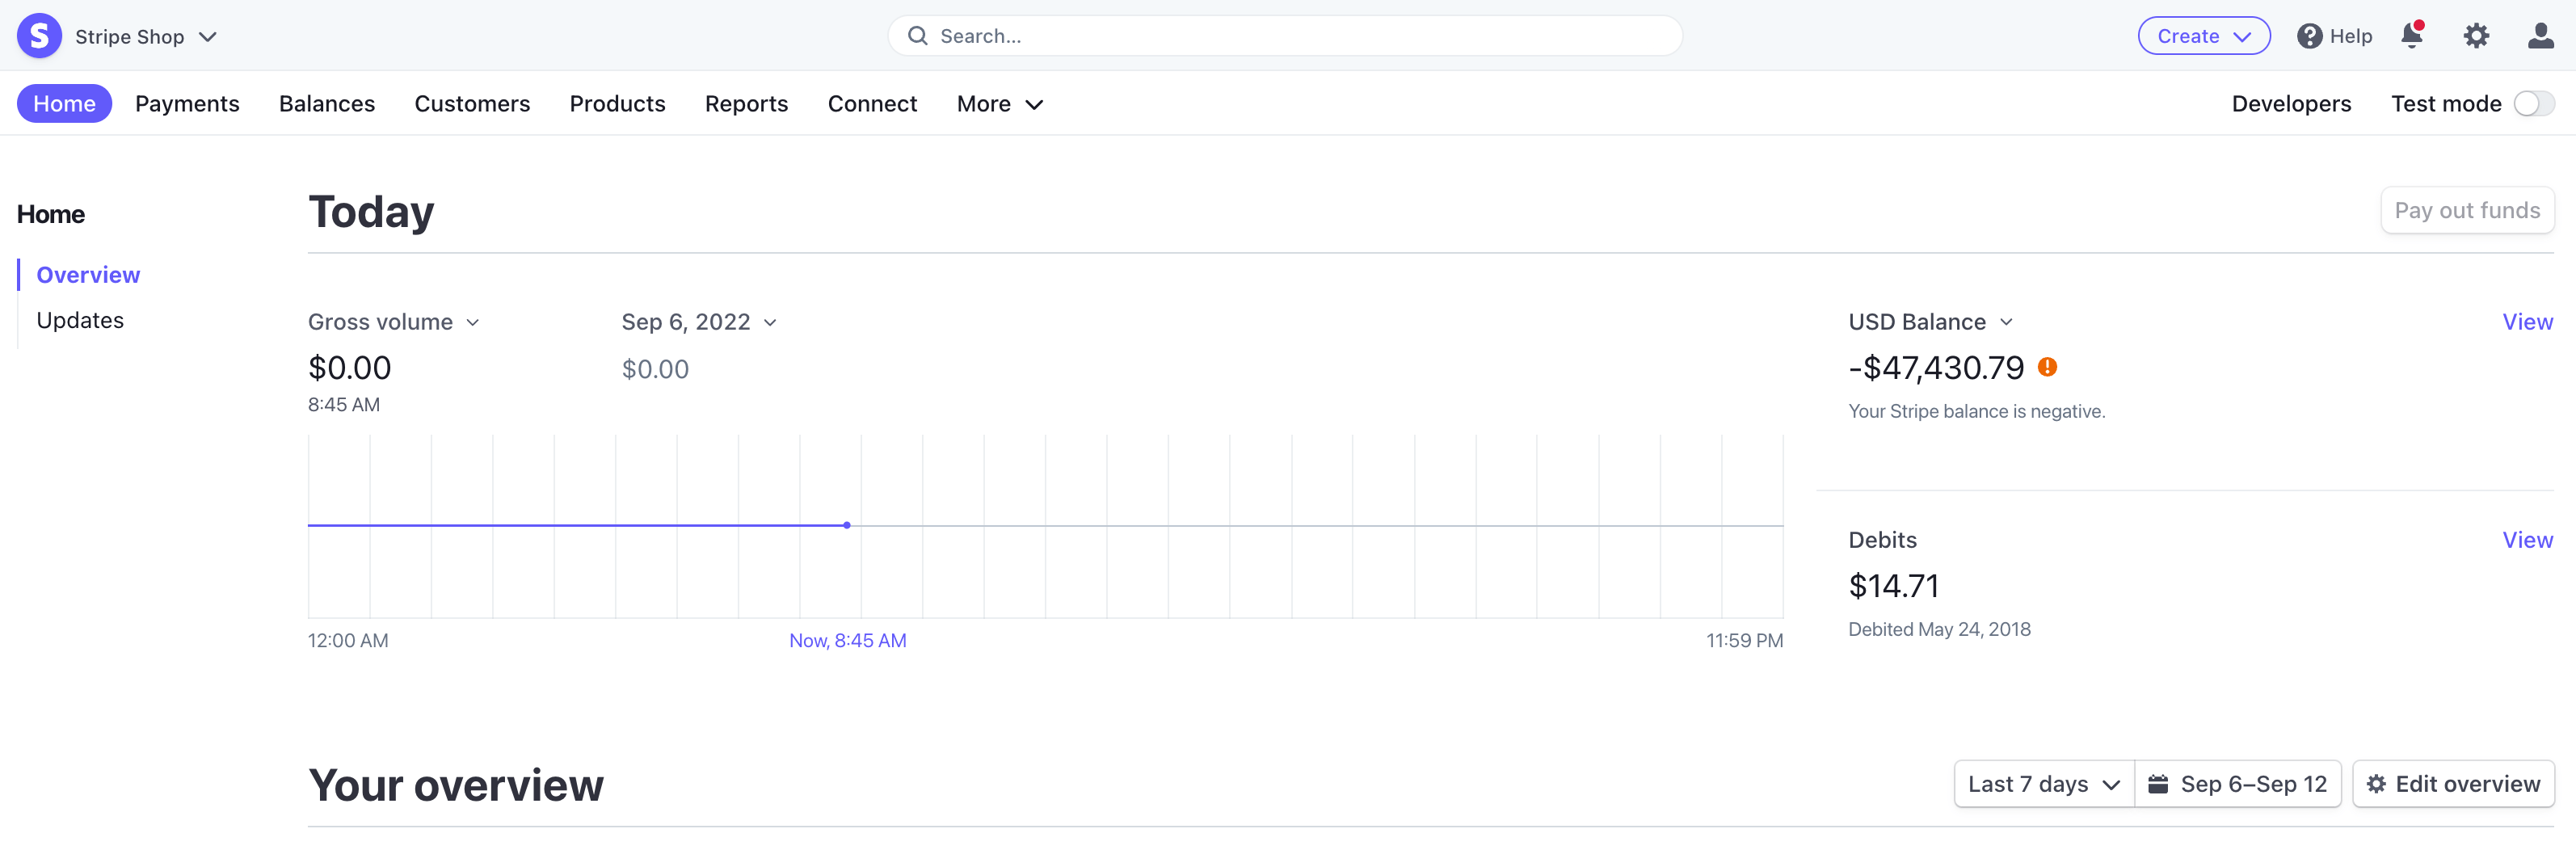 S Stripe Shop Search... Create Help
Home Payments Balances Customers Products Reports Connect More Developers Test mode
Home
Overview
Updates
Today
Pay out funds
Gross volume Sep 6, 2022
$0.00 $0.00
8:45 AM
12:00 AM Now, 8:45 AM 11:59 PM
USD Balance View
-$47,430.79
Your Stripe balance is negative.
Debits View
$14.71
Debited May 24, 2018
Your overview
Last 7 days Sep 6–Sep 12 Edit overview